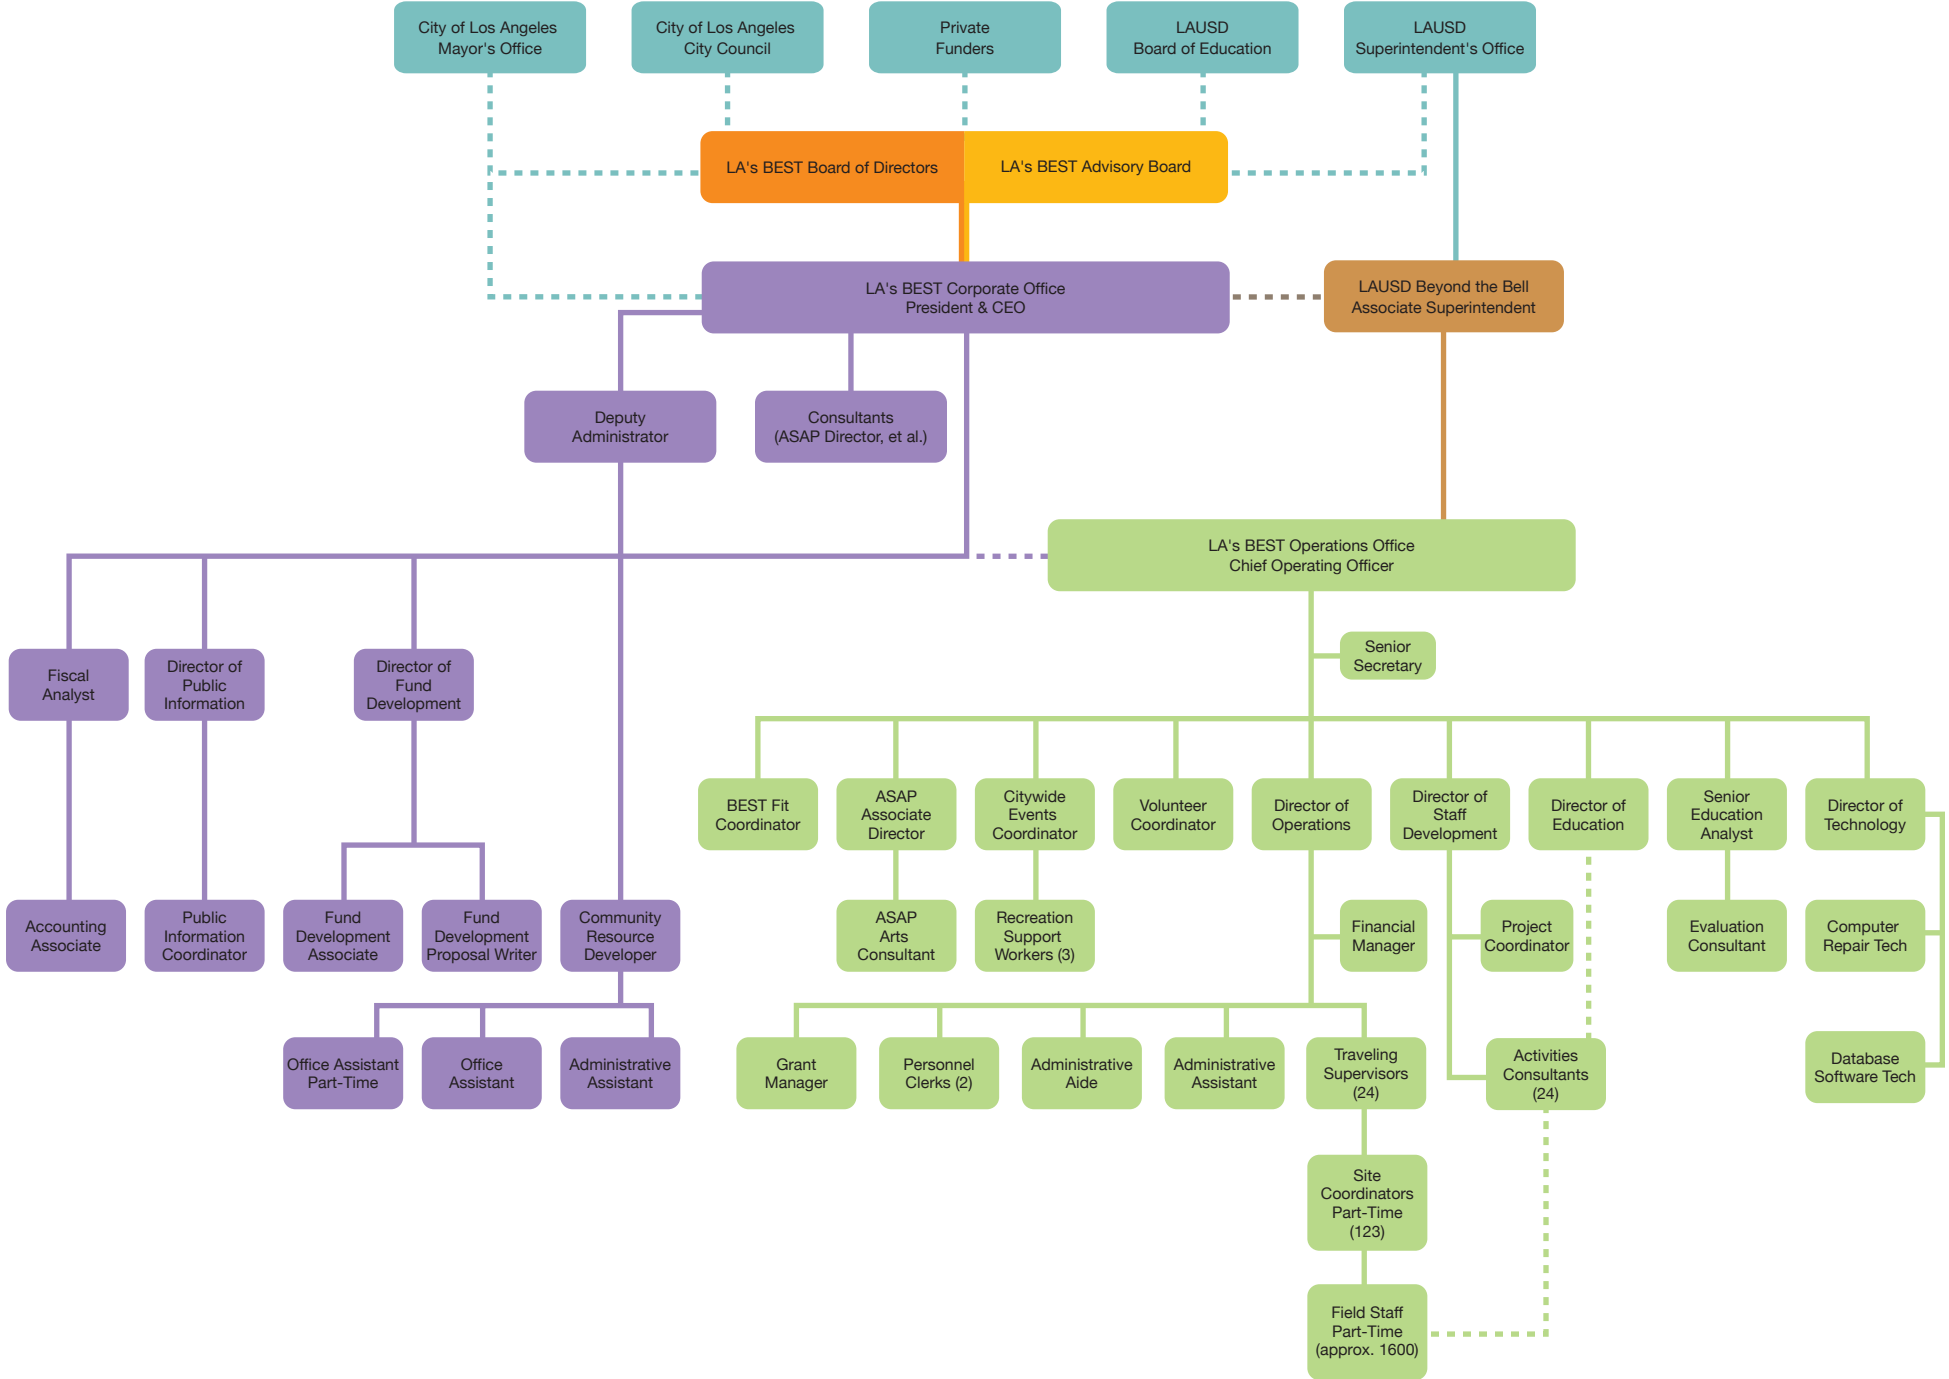 City of Los Angeles
Mayor's Office
City of Los Angeles
City Council
Private
Funders
LAUSD
Board of Education
LAUSD
Superintendent's Office
LA's BEST Board of Directors
LA's BEST Advisory Board
LA's BEST Corporate Office
President & CEO
LAUSD Beyond the Bell
Associate Superintendent
Deputy
Administrator
Consultants
(ASAP Director, et al.)
LA's BEST Operations Office
Chief Operating Officer
Senior
Secretary
Fiscal
Analyst
Director of
Public
Information
Director of
Fund
Development
BEST Fit
Coordinator
ASAP
Associate
Director
Citywide
Events
Coordinator
Volunteer
Coordinator
Director of
Operations
Director of
Staff
Development
Director of
Education
Senior
Education
Analyst
Director of
Technology
Accounting
Associate
Public
Information
Coordinator
Fund
Development
Associate
Fund
Development
Proposal Writer
Community
Resource
Developer
ASAP
Arts
Consultant
Recreation
Support
Workers (3)
Financial
Manager
Project
Coordinator
Evaluation
Consultant
Computer
Repair Tech
Office Assistant
Part-Time
Office
Assistant
Administrative
Assistant
Grant
Manager
Personnel
Clerks (2)
Administrative
Aide
Administrative
Assistant
Traveling
Supervisors
(24)
Activities
Consultants
(24)
Database
Software Tech
Site
Coordinators
Part-Time
(123)
Field Staff
Part-Time
(approx. 1600)